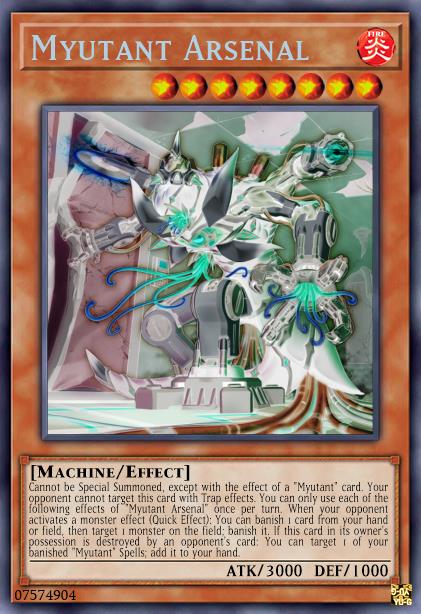 Myutant Arsenal
FIRE
炎
[Machine/Effect]
Cannot be Special Summoned, except with the effect of a "Myutant" card. Your
opponent cannot target this card with Trap effects. You can only use each of the
following effects of "Myutant Arsenal" once per turn. When your opponent
activates a monster effect (Quick Effect): You can banish 1 card from your hand
or field, then target 1 monster on the field; banish it. If this card in its owner's
possession is destroyed by an opponent's card: You can target 1 of your
banished "Myutant" Spells; add it to your hand.
ATK/3000 DEF/1000
07574904